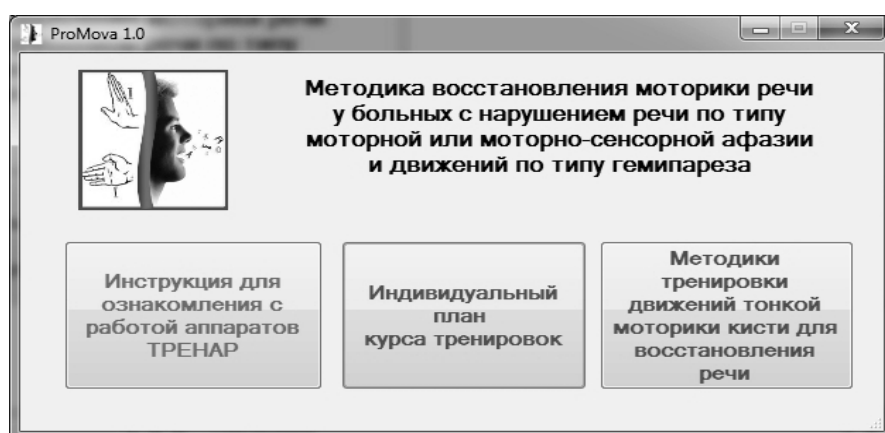 ProMova 1.0
Методика восстановления моторики речи
у больных с нарушением речи по типу
моторной или моторно-сенсорной афазии
и движений по типу гемипареза
Инструкция для
ознакомления с
работой аппаратов
ТРЕНАР
Индивидуальный
план
курса тренировок
Методики
тренировки
движений тонкой
моторики кисти для
восстановления
речи